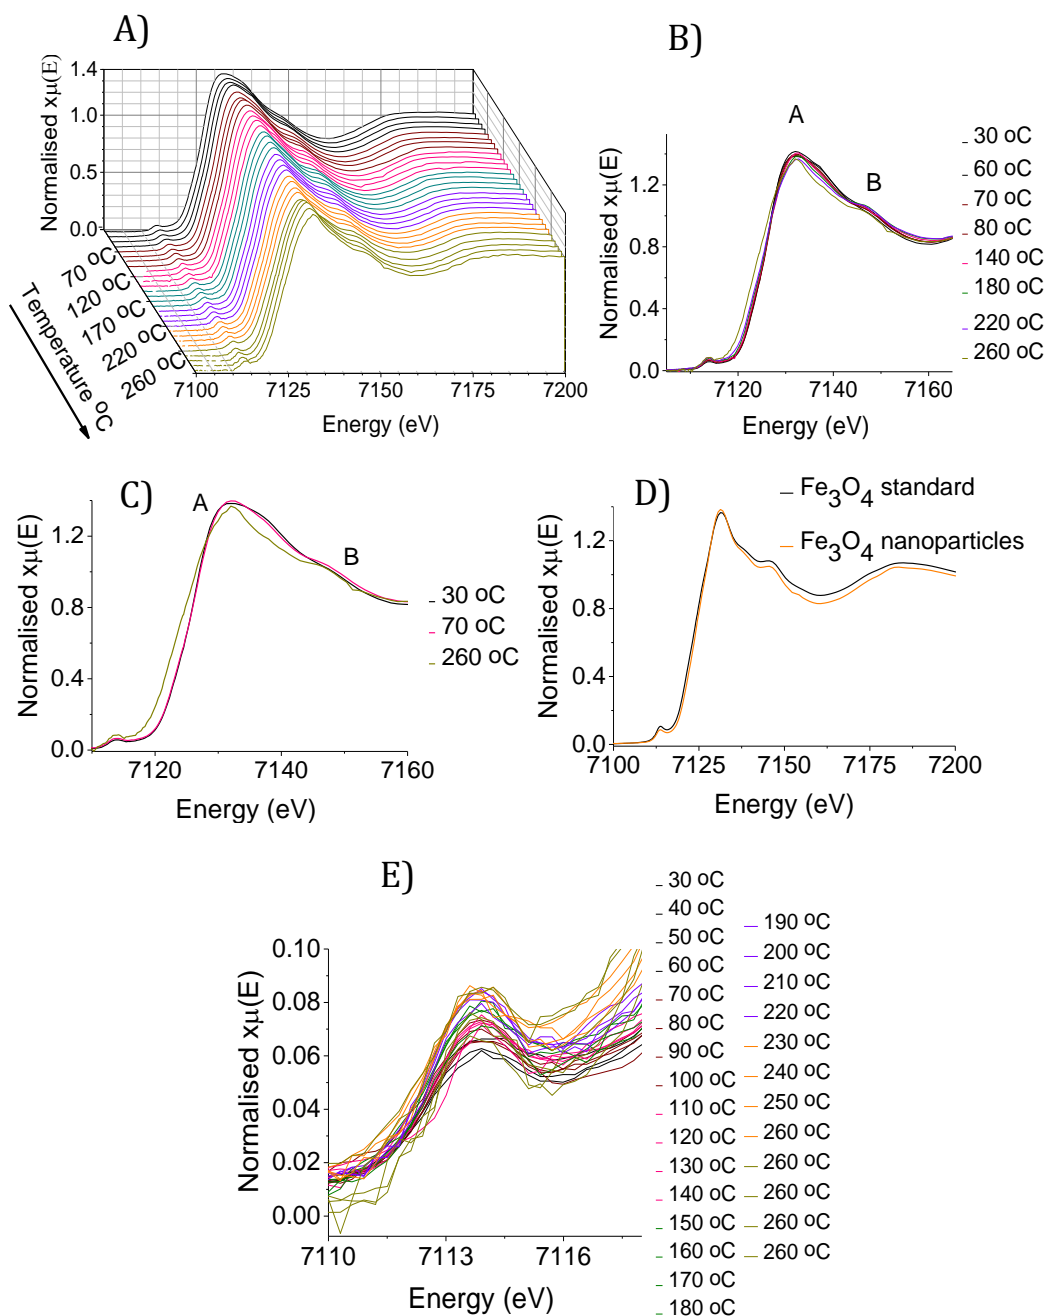 A)
Normalised xμ(E)
1.4
1.0
0.5
0.0
70 oC
120 oC
170 oC
220 oC
260 oC
Temperature oC
7100 7125 7150 7175 7200
Energy (eV)
B)
Normalised xμ(E)
1.2
0.8
0.4
0.0
A
B
7120 7140 7160
Energy (eV)
30 oC
60 oC
70 oC
80 oC
140 oC
180 oC
220 oC
260 oC
C)
Normalised xμ(E)
1.2
0.8
0.4
0.0
A
B
30 oC
70 oC
260 oC
7120 7140 7160
Energy (eV)
D)
Fe3O4 standard
Fe3O4 nanoparticles
Normalised xμ(E)
1.2
0.8
0.4
0.0
7100 7125 7150 7175 7200
Energy (eV)
E)
Normalised xμ(E)
0.10
0.08
0.06
0.04
0.02
0.00
7110 7113 7116
Energy (eV)
30 oC
40 oC
50 oC
60 oC
70 oC
80 oC
90 oC
100 oC
110 oC
120 oC
130 oC
140 oC
150 oC
160 oC
170 oC
180 oC
190 oC
200 oC
210 oC
220 oC
230 oC
240 oC
250 oC
260 oC
260 oC
260 oC
260 oC
260 oC